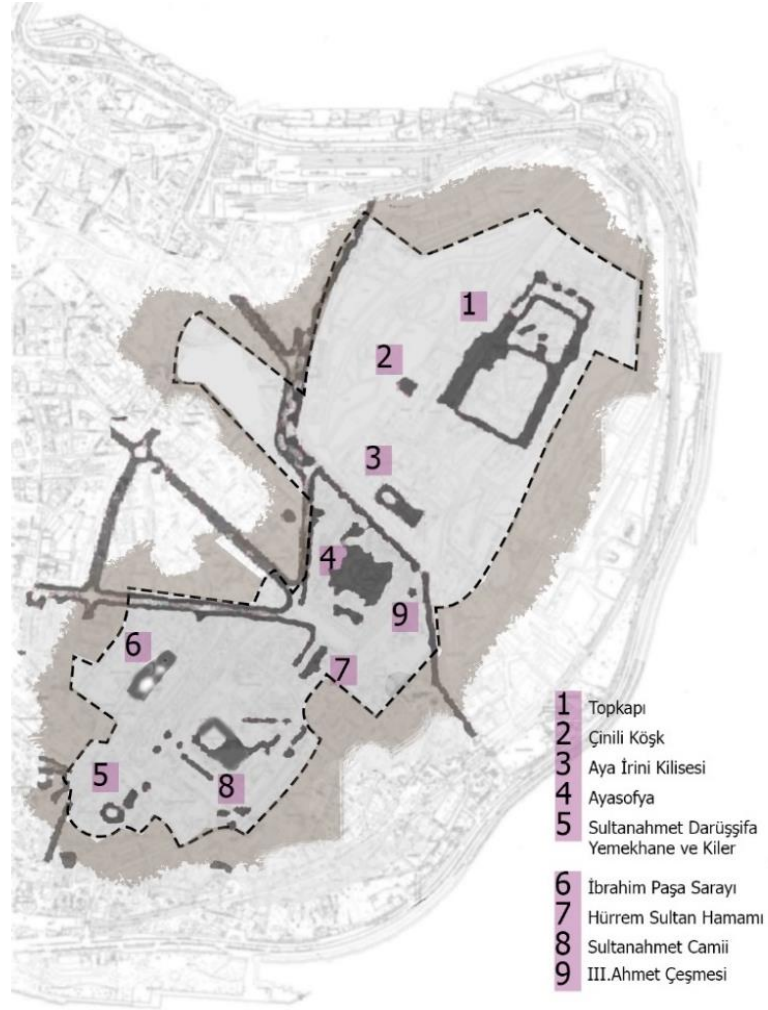 1
2
3
4
9
6
7
5
8
1 Topkapı
2 Çinili Köşk
3 Aya İrini Kilisesi
4 Ayasofya
5 Sultanahmet Darüşşifa
Yemekhane ve Kiler
6 İbrahim Paşa Sarayı
7 Hürrem Sultan Hamamı
8 Sultanahmet Camii
9 III.Ahmet Çeşmesi